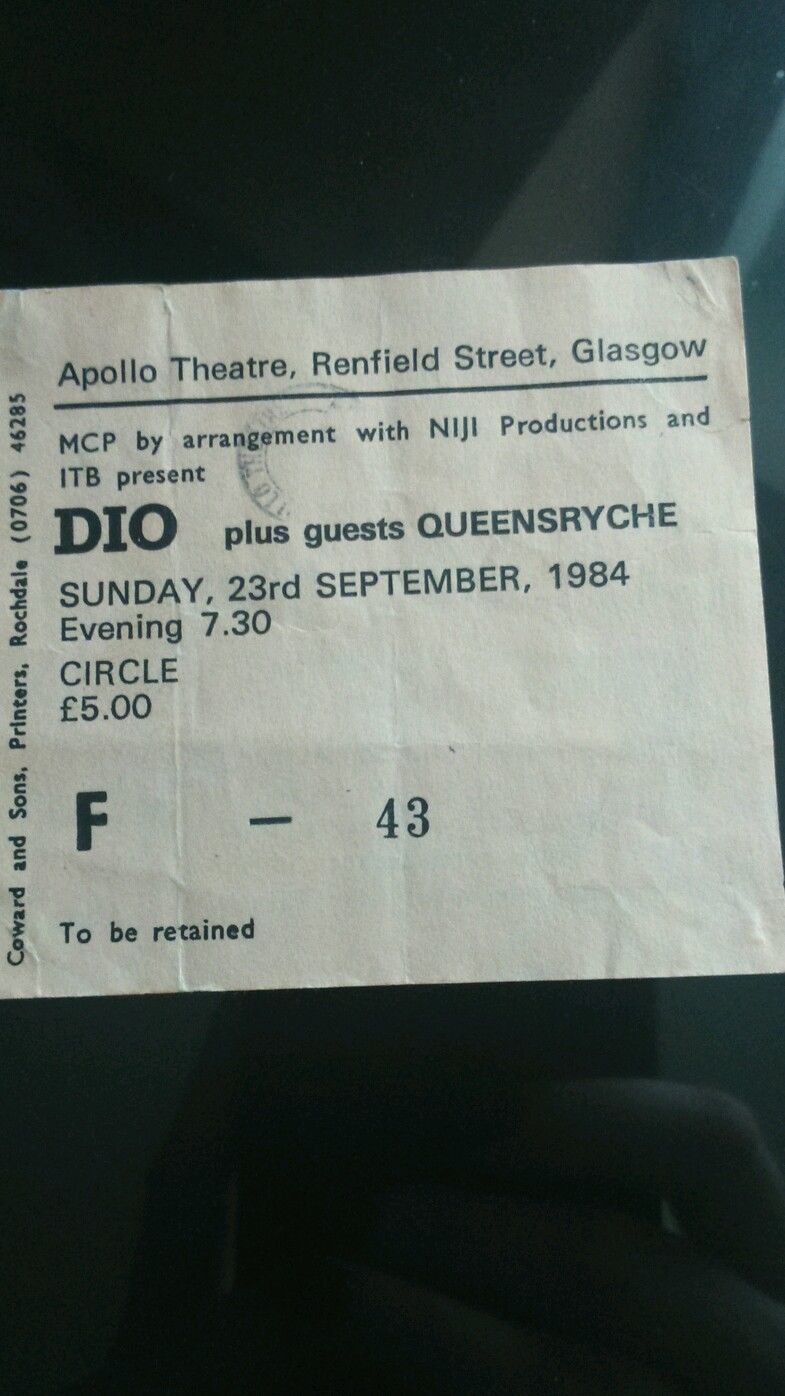 Apollo Theatre, Renfield Street, Glasgow
MCP by arrangement with NIJI Productions and
ITB present
DIO plus guests QUEENSRYCHE
SUNDAY, 23rd SEPTEMBER, 1984
Evening 7.30
CIRCLE
£5.00
F — 43
To be retained
Coward and Sons, Printers, Rochdale (0706) 46285